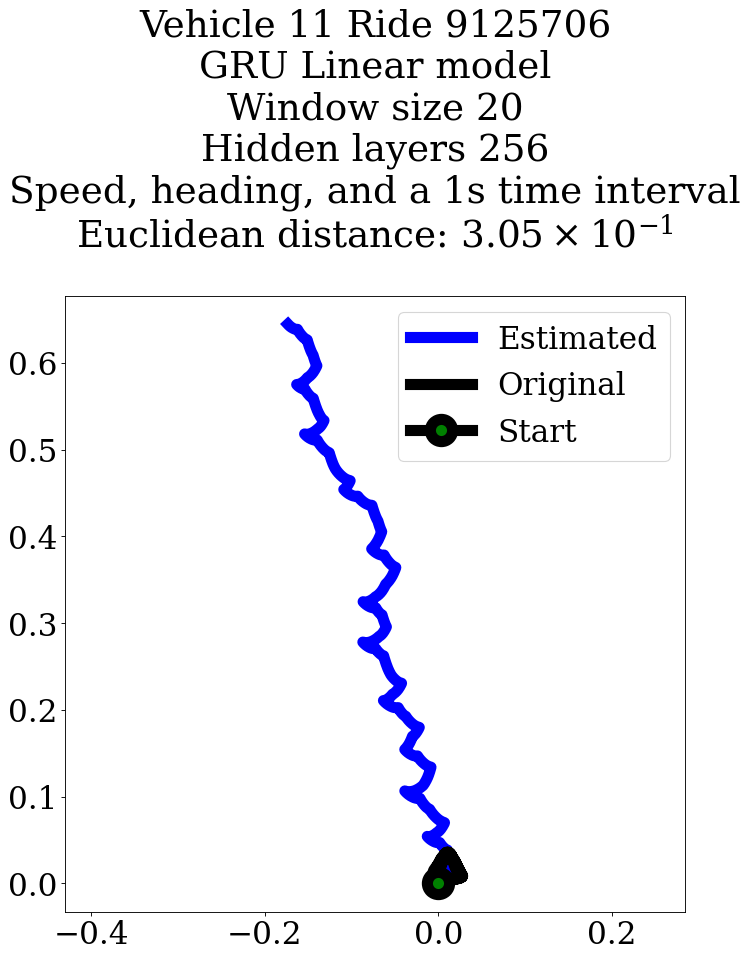 Vehicle 11 Ride 9125706
GRU Linear model
Window size 20
Hidden layers 256
Speed, heading, and a 1s time interval
Euclidean distance: 3.05 × 10⁻¹
Estimated
Original
Start
0.6
0.5
0.4
0.3
0.2
0.1
0.0
−0.4 −0.2 0.0 0.2